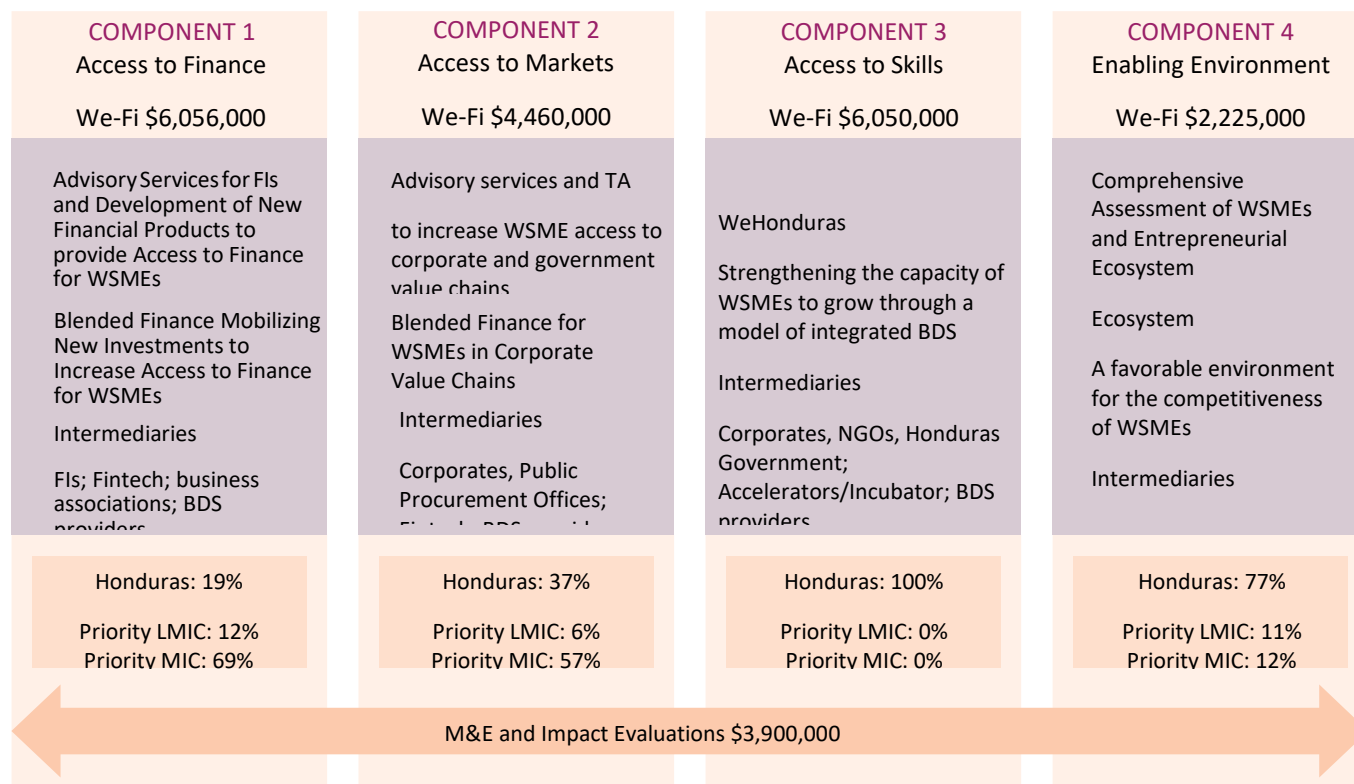 COMPONENT 1
Access to Finance
We-Fi $6,056,000
Advisory Services for FIs
and Development of New
Financial Products to
provide Access to Finance
for WSMEs
Blended Finance Mobilizing
New Investments to
Increase Access to Finance
for WSMEs
Intermediaries
FIs; Fintech; business
associations; BDS
providers
Honduras: 19%
Priority LMIC: 12%
Priority MIC: 69%
COMPONENT 2
Access to Markets
We-Fi $4,460,000
Advisory services and TA
to increase WSME access to
corporate and government
value chains
Blended Finance for
WSMEs in Corporate
Value Chains
Intermediaries
Corporates, Public
Procurement Offices;
Honduras: 37%
Priority LMIC: 6%
Priority MIC: 57%
COMPONENT 3
Access to Skills
We-Fi $6,050,000
WeHonduras
Strengthening the capacity of
WSMEs to grow through a
model of integrated BDS
Intermediaries
Corporates, NGOs, Honduras
Government;
Accelerators/Incubator; BDS
providers
Honduras: 100%
Priority LMIC: 0%
Priority MIC: 0%
COMPONENT 4
Enabling Environment
We-Fi $2,225,000
Comprehensive
Assessment of WSMEs
and Entrepreneurial
Ecosystem
Ecosystem
A favorable environment
for the competitiveness
of WSMEs
Intermediaries
Honduras: 77%
Priority LMIC: 11%
Priority MIC: 12%
M&E and Impact Evaluations $3,900,000